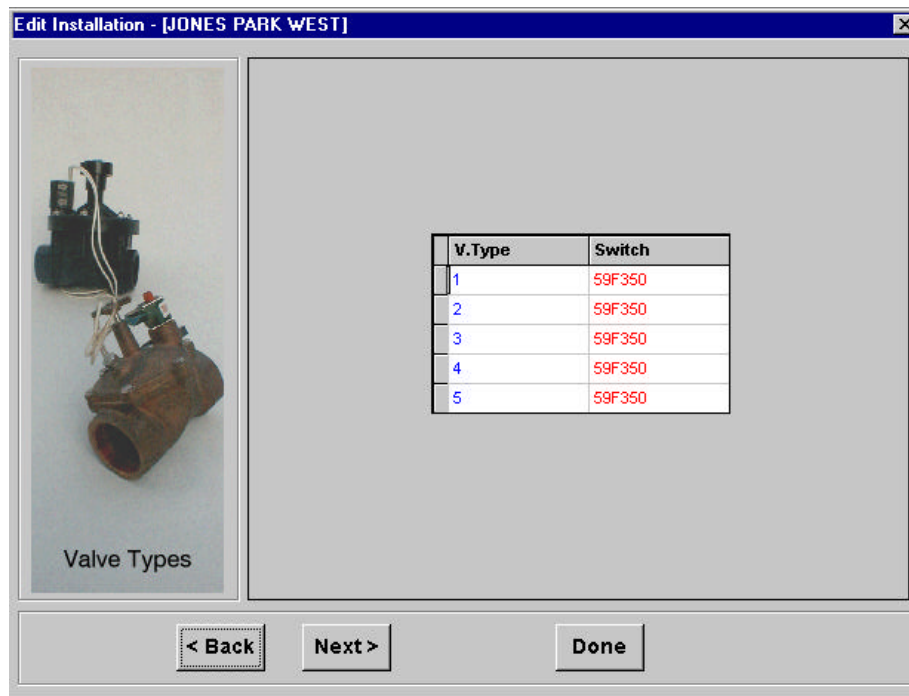 Edit Installation - [JONES PARK WEST]
V.Type Switch
1 59F350
2 59F350
3 59F350
4 59F350
5 59F350
Valve Types
< Back Next > Done